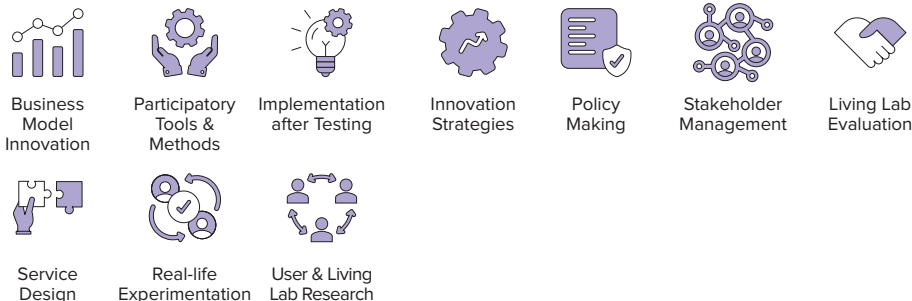 Business
Model
Innovation
Participatory
Tools &
Methods
Implementation
after Testing
Innovation
Strategies
Policy
Making
Stakeholder
Management
Living Lab
Evaluation
Service
Design
Real-life
Experimentation
User & Living
Lab Research